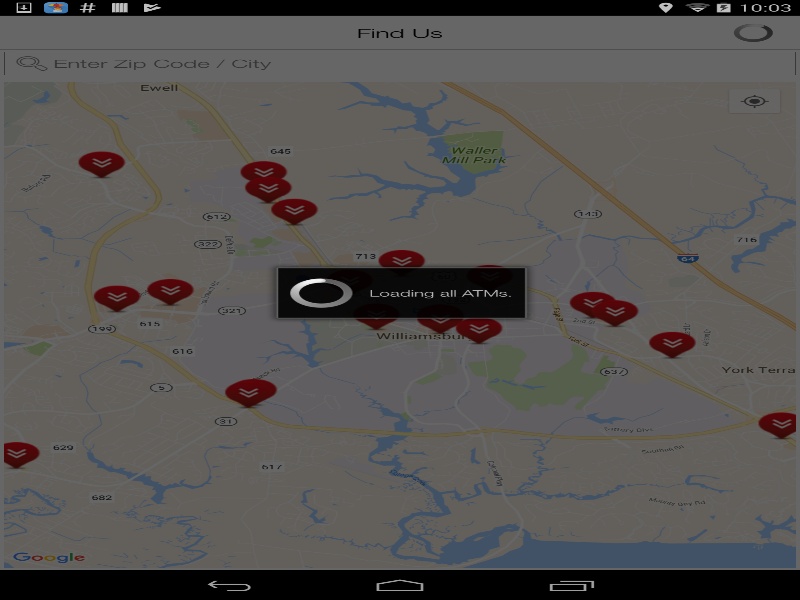 10:03
Find Us
Enter Zip Code / City
Ewell
645
Waller
Mill Park
612
143
322
716
713
64
Loading all ATMs.
321
199
615
Williamsbur
616
637
York Terra
5
31
629
617
682
Google